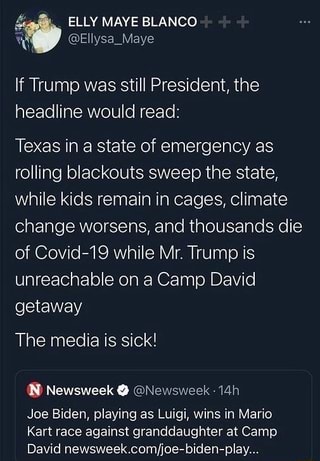 ELLY MAYE BLANCO
@Ellysa_Maye
If Trump was still President, the
headline would read:
Texas in a state of emergency as
rolling blackouts sweep the state,
while kids remain in cages, climate
change worsens, and thousands die
of Covid-19 while Mr. Trump is
unreachable on a Camp David
getaway
The media is sick!
N Newsweek @Newsweek · 14h
Joe Biden, playing as Luigi, wins in Mario
Kart race against granddaughter at Camp
David newsweek.com/joe-biden-play...